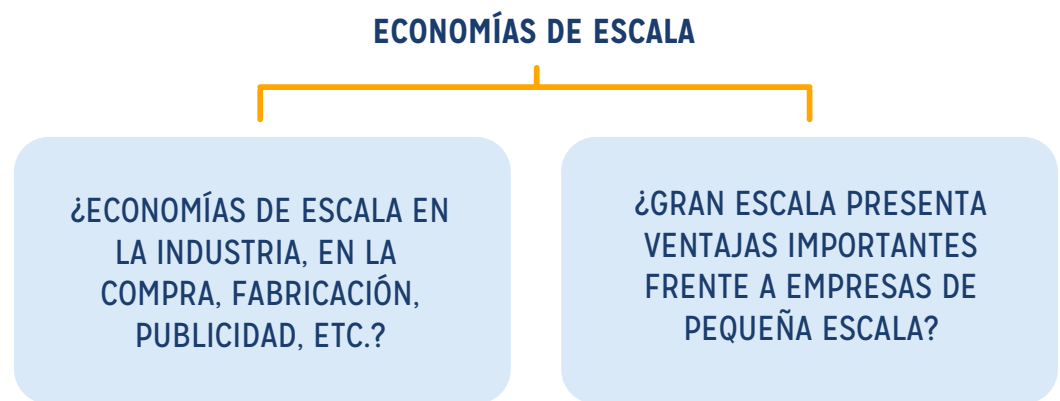 ECONOMÍAS DE ESCALA
¿ECONOMÍAS DE ESCALA EN
LA INDUSTRIA, EN LA
COMPRA, FABRICACIÓN,
PUBLICIDAD, ETC.?
¿GRAN ESCALA PRESENTA
VENTAJAS IMPORTANTES
FRENTE A EMPRESAS DE
PEQUEÑA ESCALA?